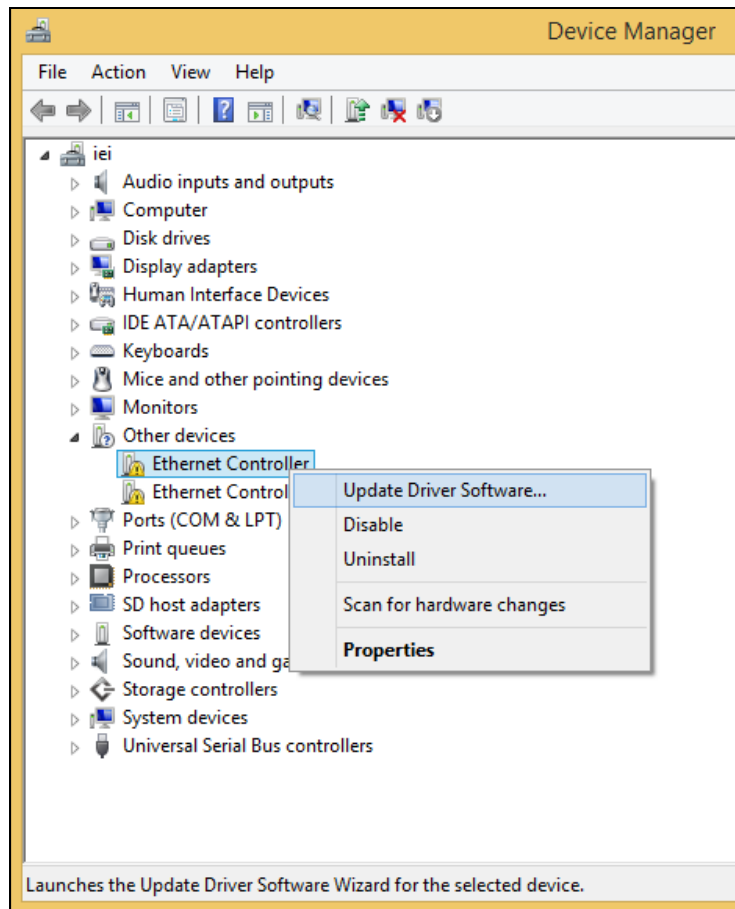 Device Manager
File Action View Help
iei
Audio inputs and outputs
Computer
Disk drives
Display adapters
Human Interface Devices
IDE ATA/ATAPI controllers
Keyboards
Mice and other pointing devices
Monitors
Other devices
Ethernet Controller
Ethernet Control
Update Driver Software...
Disable
Uninstall
Scan for hardware changes
Properties
Ports (COM & LPT)
Print queues
Processors
SD host adapters
Software devices
Sound, video and ga
Storage controllers
System devices
Universal Serial Bus controllers
Launches the Update Driver Software Wizard for the selected device.